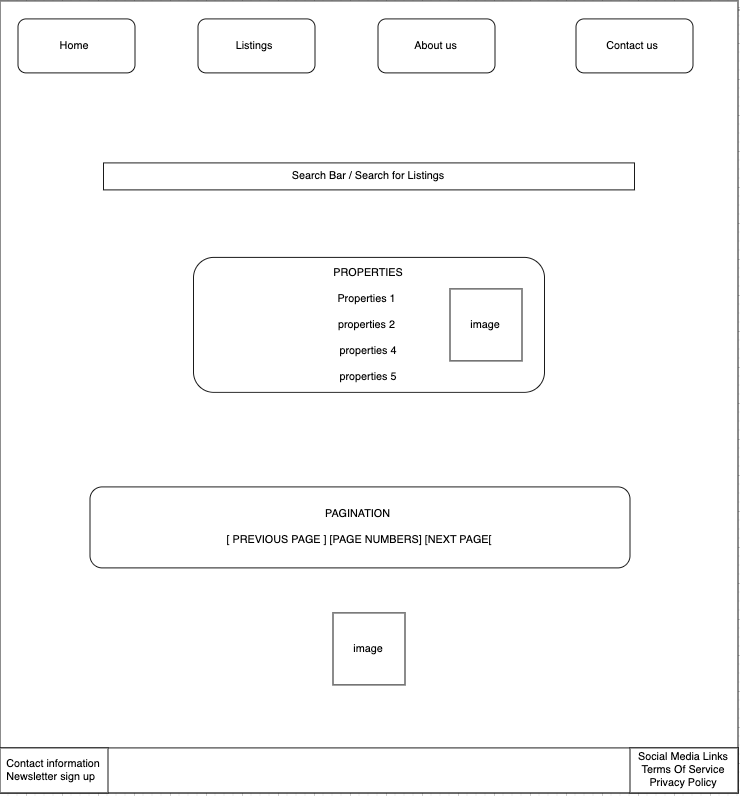 Home
Listings
About us
Contact us
Search Bar / Search for Listings
PROPERTIES
Properties 1
properties 2
properties 4
properties 5
image
PAGINATION
[ PREVIOUS PAGE ] [PAGE NUMBERS] [NEXT PAGE[
image
Contact information
Newsletter sign up
Social Media Links
Terms Of Service
Privacy Policy